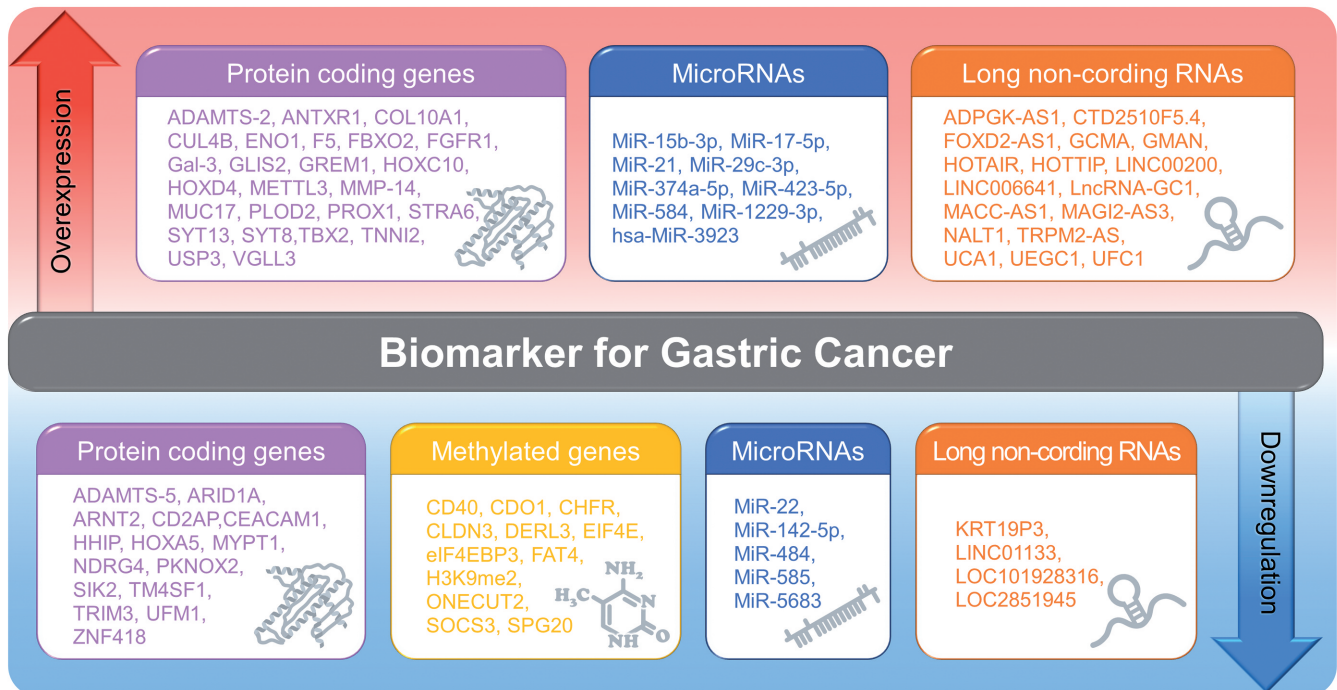 Overexpression
Protein coding genes
ADAMTS-2, ANTXR1, COL10A1,
CUL4B, ENO1, F5, FBXO2, FGFR1,
Gal-3, GLIS2, GREM1, HOXC10,
HOXD4, METTL3, MMP-14,
MUC17, PLOD2, PROX1, STRA6,
SYT13, SYT8,TBX2, TNNI2,
USP3, VGLL3
MicroRNAs
MiR-15b-3p, MiR-17-5p,
MiR-21, MiR-29c-3p,
MiR-374a-5p, MiR-423-5p,
MiR-584, MiR-1229-3p,
hsa-MiR-3923
Long non-cording RNAs
ADPGK-AS1, CTD2510F5.4,
FOXD2-AS1, GCMA, GMAN,
HOTAIR, HOTTIP, LINC00200,
LINC006641, LncRNA-GC1,
MACC-AS1, MAGI2-AS3,
NALT1, TRPM2-AS,
UCA1, UEGC1, UFC1
Biomarker for Gastric Cancer
Protein coding genes
ADAMTS-5, ARID1A,
ARNT2, CD2AP,CEACAM1,
HHIP, HOXA5, MYPT1,
NDRG4, PKNOX2,
SIK2, TM4SF1,
TRIM3, UFM1,
ZNF418
Methylated genes
CD40, CDO1, CHFR,
CLDN3, DERL3, EIF4E,
eIF4EBP3, FAT4,
H3K9me2,
ONECUT2,
SOCS3, SPG20
NH₂
H₃C
N
NH
O
MicroRNAs
MiR-22,
MiR-142-5p,
MiR-484,
MiR-585,
MiR-5683
Long non-cording RNAs
KRT19P3,
LINC01133,
LOC101928316,
LOC2851945
Downregulation